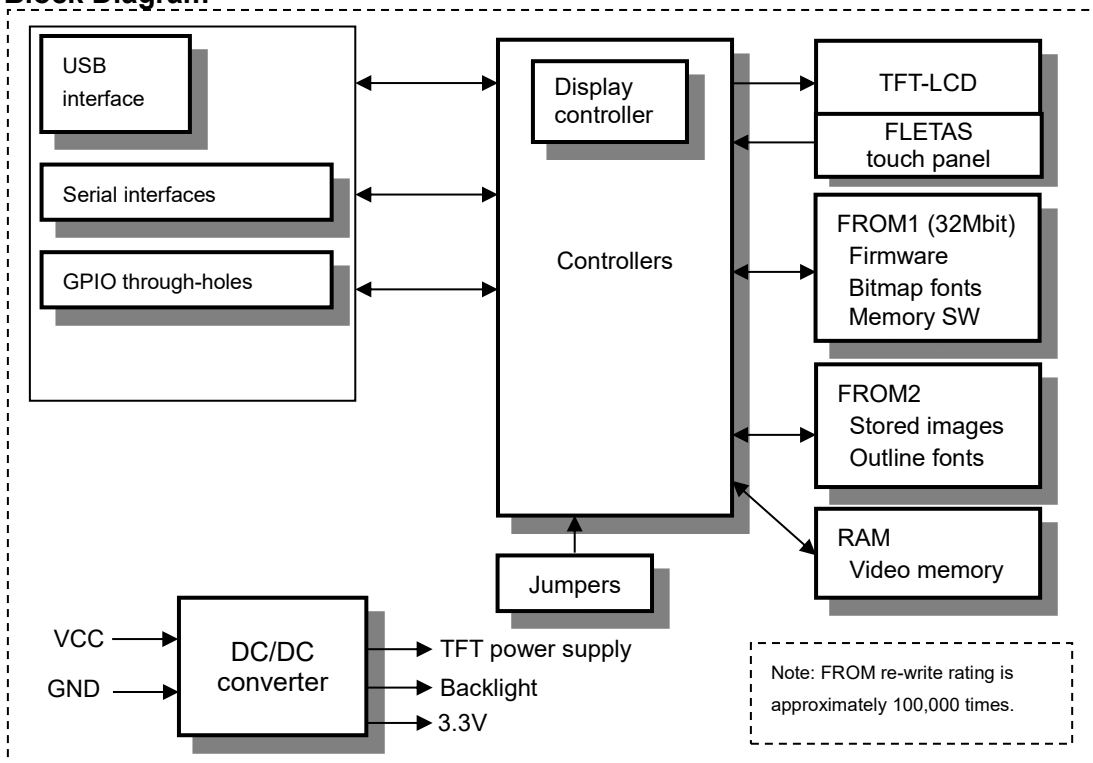 Block Diagram
USB
interface
Serial interfaces
GPIO through-holes
Display
controller
Controllers
TFT-LCD
FLETAS
touch panel
FROM1 (32Mbit)
Firmware
Bitmap fonts
Memory SW
FROM2
Stored images
Outline fonts
RAM
Video memory
Jumpers
VCC
GND
DC/DC
converter
TFT power supply
Backlight
3.3V
Note: FROM re-write rating is
approximately 100,000 times.